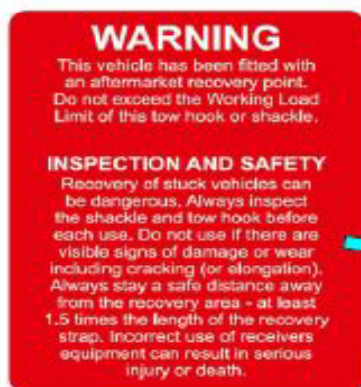 WARNING
This vehicle has been fitted with
an aftermarket recovery point.
Do not exceed the Working Load
Limit of this tow hook or shackle.
INSPECTION AND SAFETY
Recovery of stuck vehicles can
be dangerous. Always inspect
the shackle and tow hook before
each use. Do not use if there are
visible signs of damage or wear
including cracking (or elongation).
Always stay a safe distance away
from the recovery area - at least
1.5 times the length of the recovery
strap. Incorrect use of receivers
equipment can result in serious
injury or death.